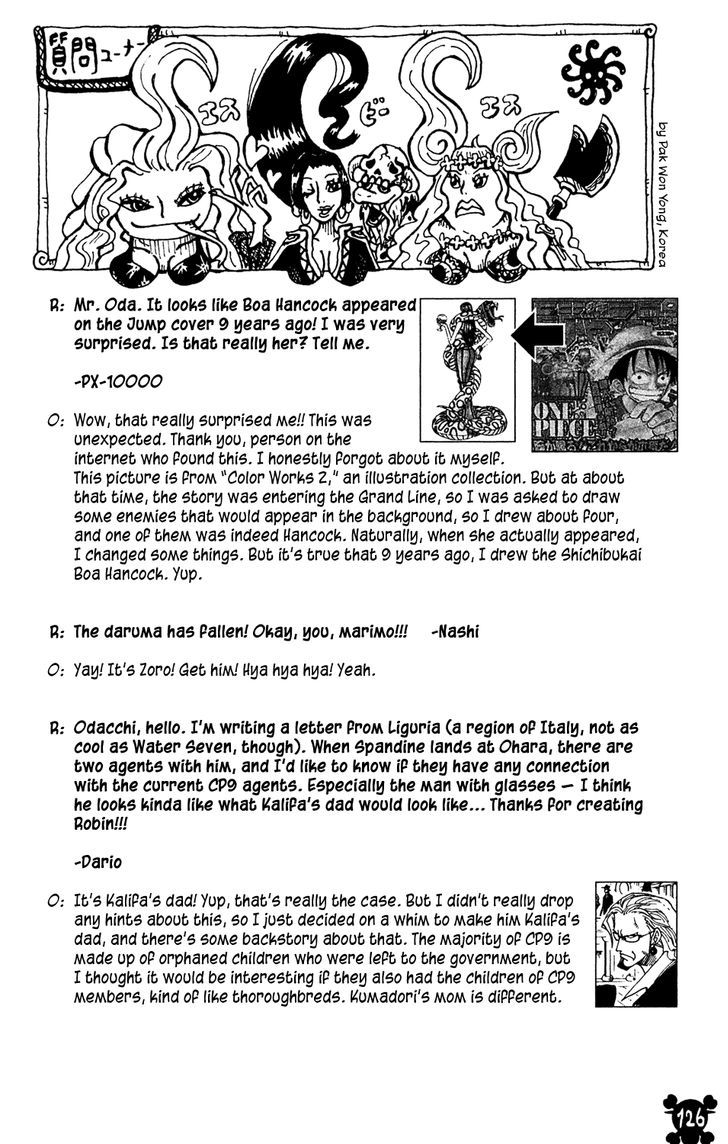 質問コーナー
エス
ビー
エス
by Pak Won Yong, Korea
R: Mr. Oda. It looks like Boa Hancock appeared
on the Jump cover 9 years ago! I was very
surprised. Is that really her? Tell me.
-PX-10000
ONE
PIECE
O: Wow, that really surprised me!! This was
unexpected. Thank you, person on the
internet who found this. I honestly forgot about it myself.
This picture is from "Color Works 2," an illustration collection. But at about
that time, the story was entering the Grand Line, so I was asked to draw
some enemies that would appear in the background, so I drew about four,
and one of them was indeed Hancock. Naturally, when she actually appeared,
I changed some things. But it's true that 9 years ago, I drew the Shichibukai
Boa Hancock. Yup.
R: The daruma has fallen! Okay, you, marimo!!! -Nashi
O: Yay! It's Zoro! Get him! Hya hya hya! Yeah.
R: Odacchi, hello. I'm writing a letter from Liguria (a region of Italy, not as
cool as Water Seven, though). When Spandine lands at Ohara, there are
two agents with him, and I'd like to know if they have any connection
with the current CP9 agents. Especially the man with glasses — I think
he looks kinda like what Kalifa's dad would look like... Thanks for creating
Robin!!!
-Dario
O: It's Kalifa's dad! Yup, that's really the case. But I didn't really drop
any hints about this, so I just decided on a whim to make him Kalifa's
dad, and there's some backstory about that. The majority of CP9 is
made up of orphaned children who were left to the government, but
I thought it would be interesting if they also had the children of CP9
members, kind of like thoroughbreds. Kumadori's mom is different.
126